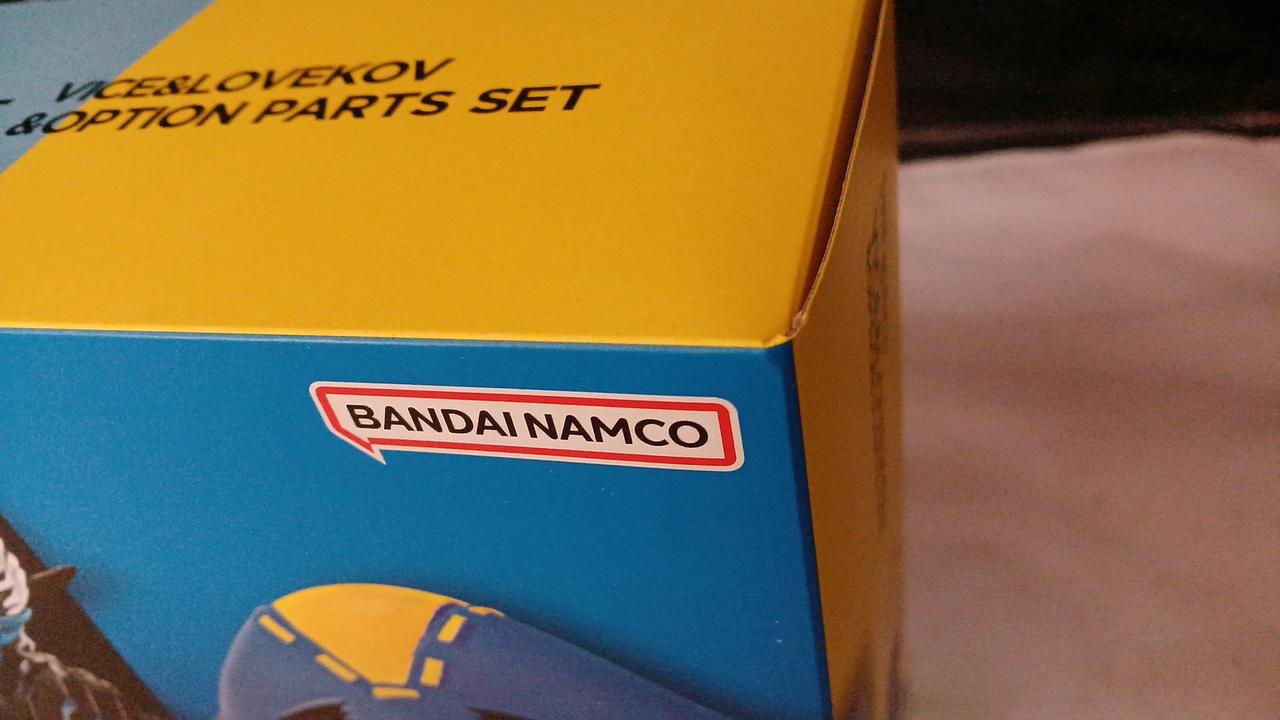 VICE&LOVEKOV
&OPTION PARTS SET
BANDAI NAMCO